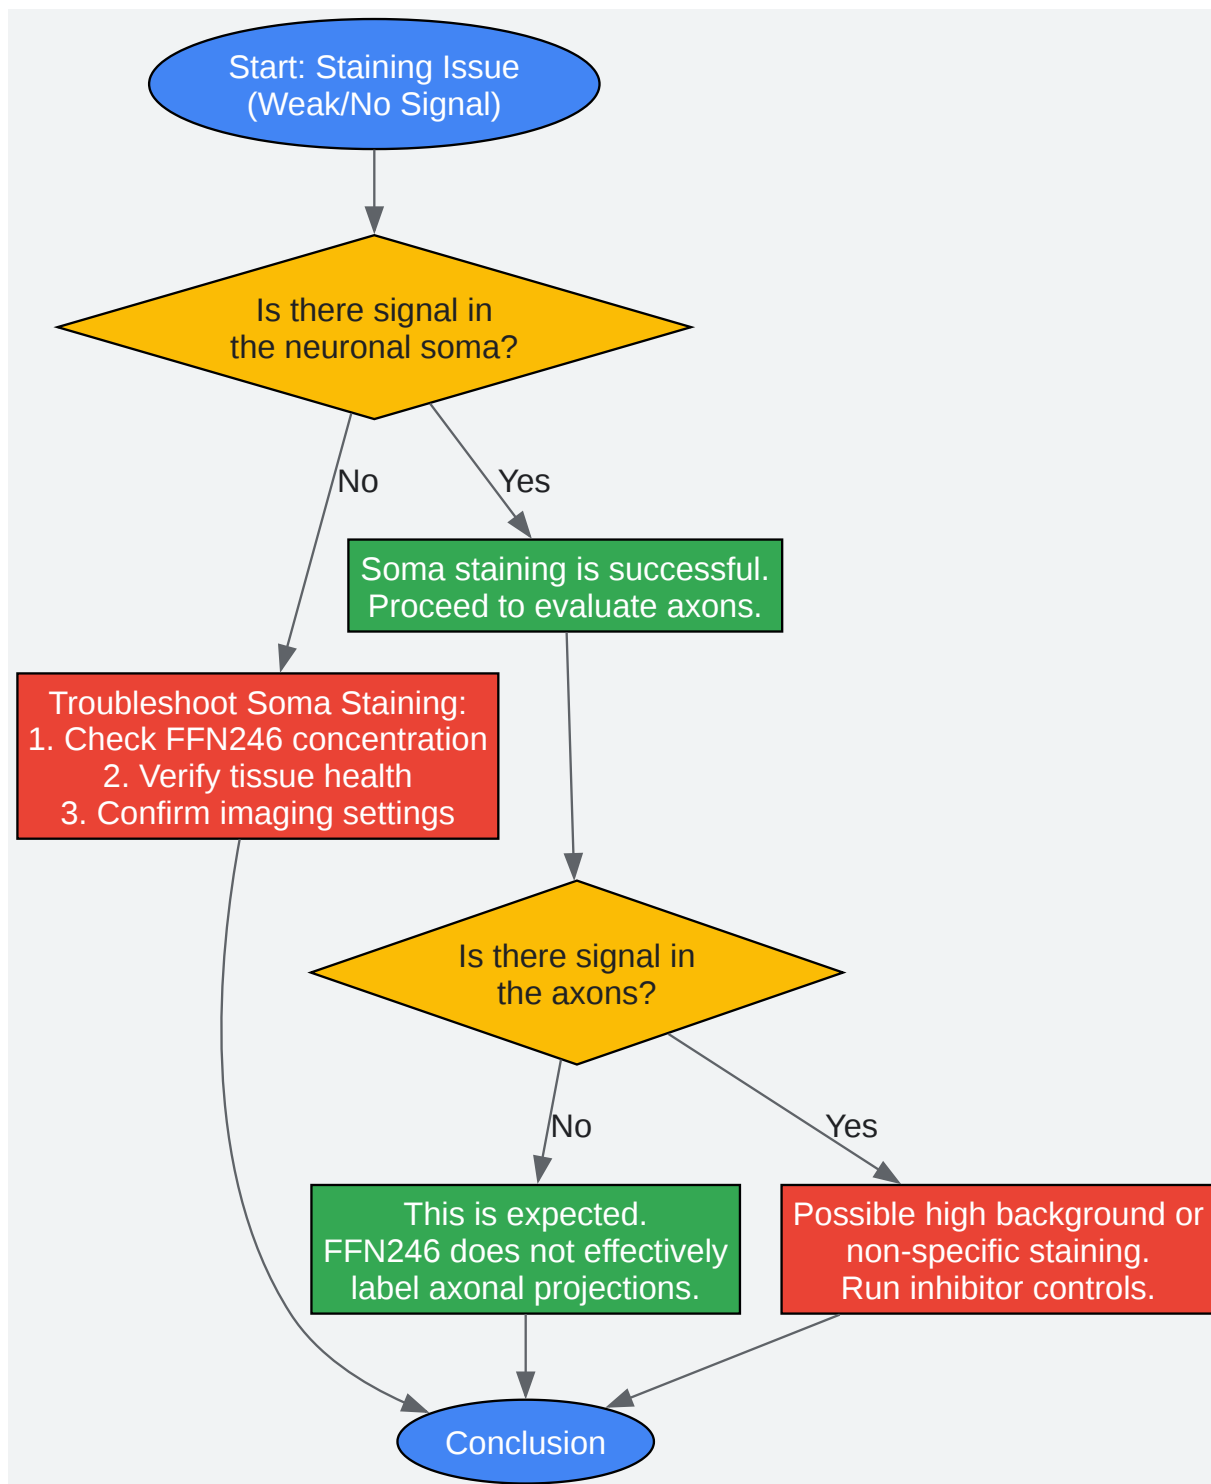 Start: Staining Issue
(Weak/No Signal)
Is there signal in
the neuronal soma?
No
Yes
Soma staining is successful.
Proceed to evaluate axons.
Troubleshoot Soma Staining:
1. Check FFN246 concentration
2. Verify tissue health
3. Confirm imaging settings
Is there signal in
the axons?
No
Yes
This is expected.
FFN246 does not effectively
label axonal projections.
Possible high background or
non-specific staining.
Run inhibitor controls.
Conclusion